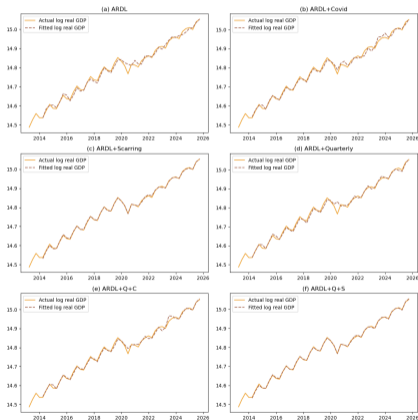 (a) ARDL
Actual log real GDP
Fitted log real GDP
15.0
14.9
14.8
14.7
14.6
14.5
2014 2016 2018 2020 2022 2024 2026
(b) ARDL+Covid
Actual log real GDP
Fitted log real GDP
15.0
14.9
14.8
14.7
14.6
14.5
2014 2016 2018 2020 2022 2024 2026
(c) ARDL+Scarring
Actual log real GDP
Fitted log real GDP
15.0
14.9
14.8
14.7
14.6
14.5
2014 2016 2018 2020 2022 2024 2026
(d) ARDL+Quarterly
Actual log real GDP
Fitted log real GDP
15.0
14.9
14.8
14.7
14.6
14.5
2014 2016 2018 2020 2022 2024 2026
(e) ARDL+Q+C
Actual log real GDP
Fitted log real GDP
15.0
14.9
14.8
14.7
14.6
14.5
2014 2016 2018 2020 2022 2024 2026
(f) ARDL+Q+S
Actual log real GDP
Fitted log real GDP
15.0
14.9
14.8
14.7
14.6
14.5
2014 2016 2018 2020 2022 2024 2026